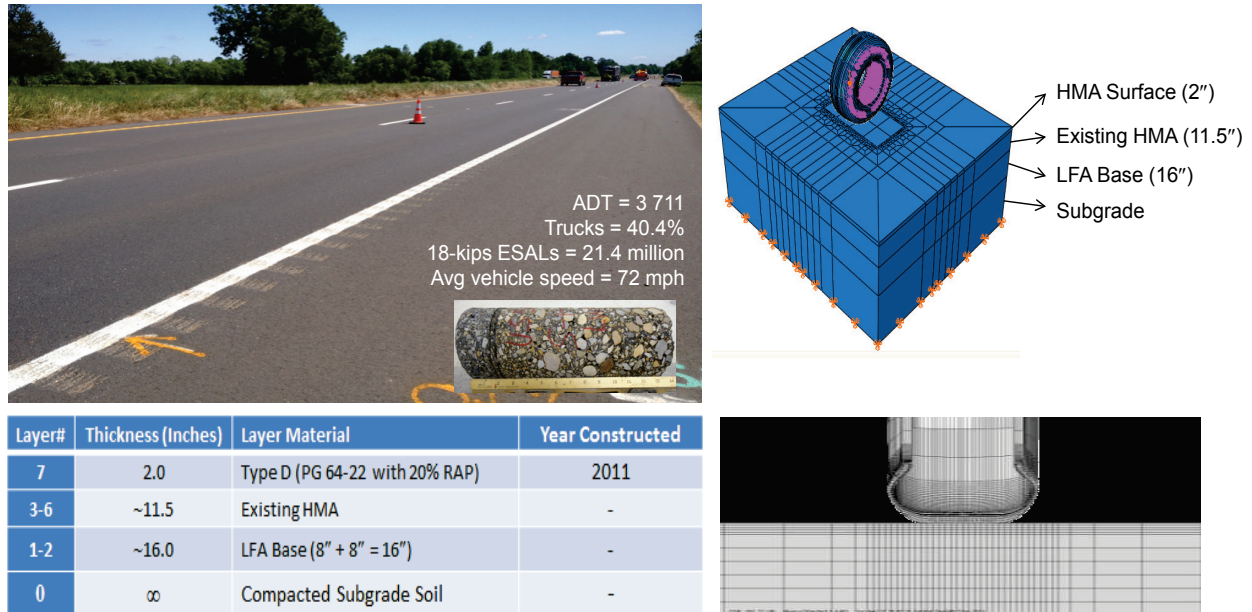 ADT = 3 711
Trucks = 40.4%
18-kips ESALs = 21.4 million
Avg vehicle speed = 72 mph
HMA Surface (2″)
Existing HMA (11.5″)
LFA Base (16″)
Subgrade
Layer# Thickness (Inches) Layer Material Year Constructed
7 2.0 Type D (PG 64-22 with 20% RAP) 2011
3-6 ~11.5 Existing HMA -
1-2 ~16.0 LFA Base (8″ + 8″ = 16″) -
0 ∞ Compacted Subgrade Soil -